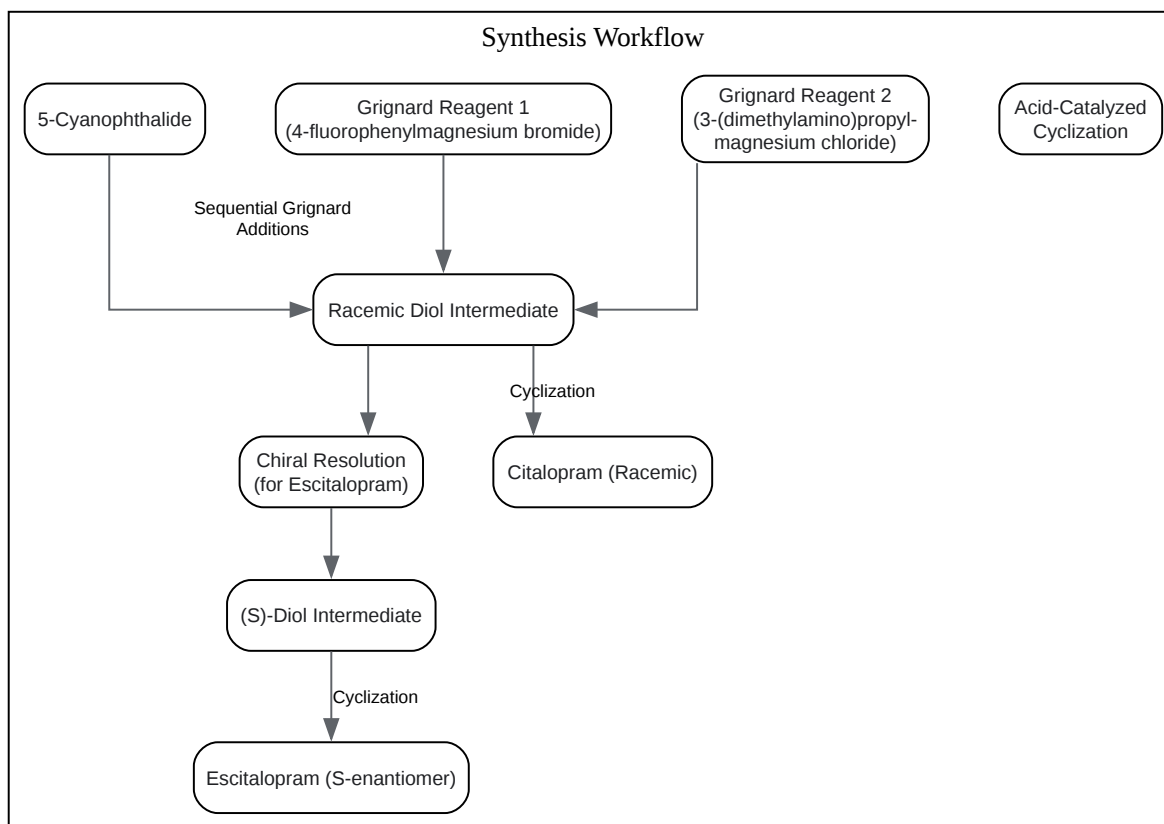 Synthesis Workflow
5-Cyanophthalide
Grignard Reagent 1
(4-fluorophenylmagnesium bromide)
Grignard Reagent 2
(3-(dimethylamino)propyl-
magnesium chloride)
Acid-Catalyzed
Cyclization
Sequential Grignard
Additions
Racemic Diol Intermediate
Cyclization
Chiral Resolution
(for Escitalopram)
Citalopram (Racemic)
(S)-Diol Intermediate
Cyclization
Escitalopram (S-enantiomer)